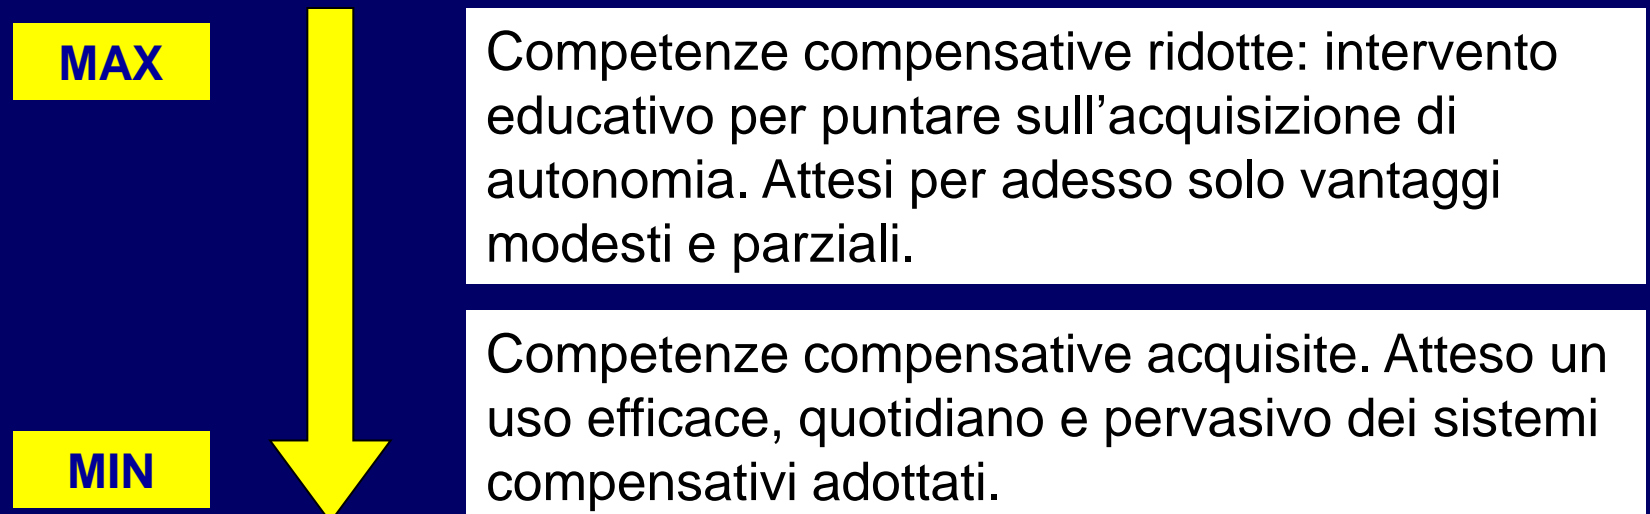 MAX
Competenze compensative ridotte: intervento
educativo per puntare sull’acquisizione di
autonomia. Attesi per adesso solo vantaggi
modesti e parziali.
Competenze compensative acquisite. Atteso un
uso efficace, quotidiano e pervasivo dei sistemi
compensativi adottati.
MIN